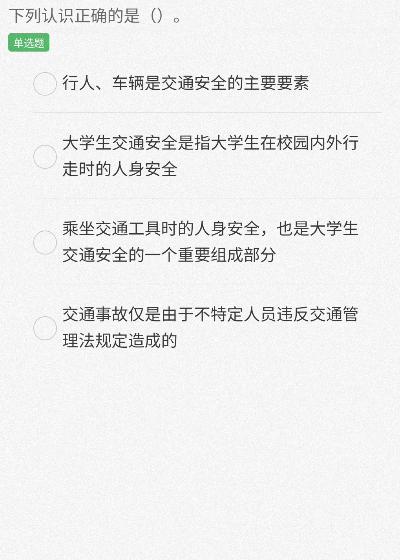 下列认识正确的是（）。
单选题
行人、车辆是交通安全的主要要素
大学生交通安全是指大学生在校园内外行
走时的人身安全
乘坐交通工具时的人身安全，也是大学生
交通安全的一个重要组成部分
交通事故仅是由于不特定人员违反交通管
理法规定造成的